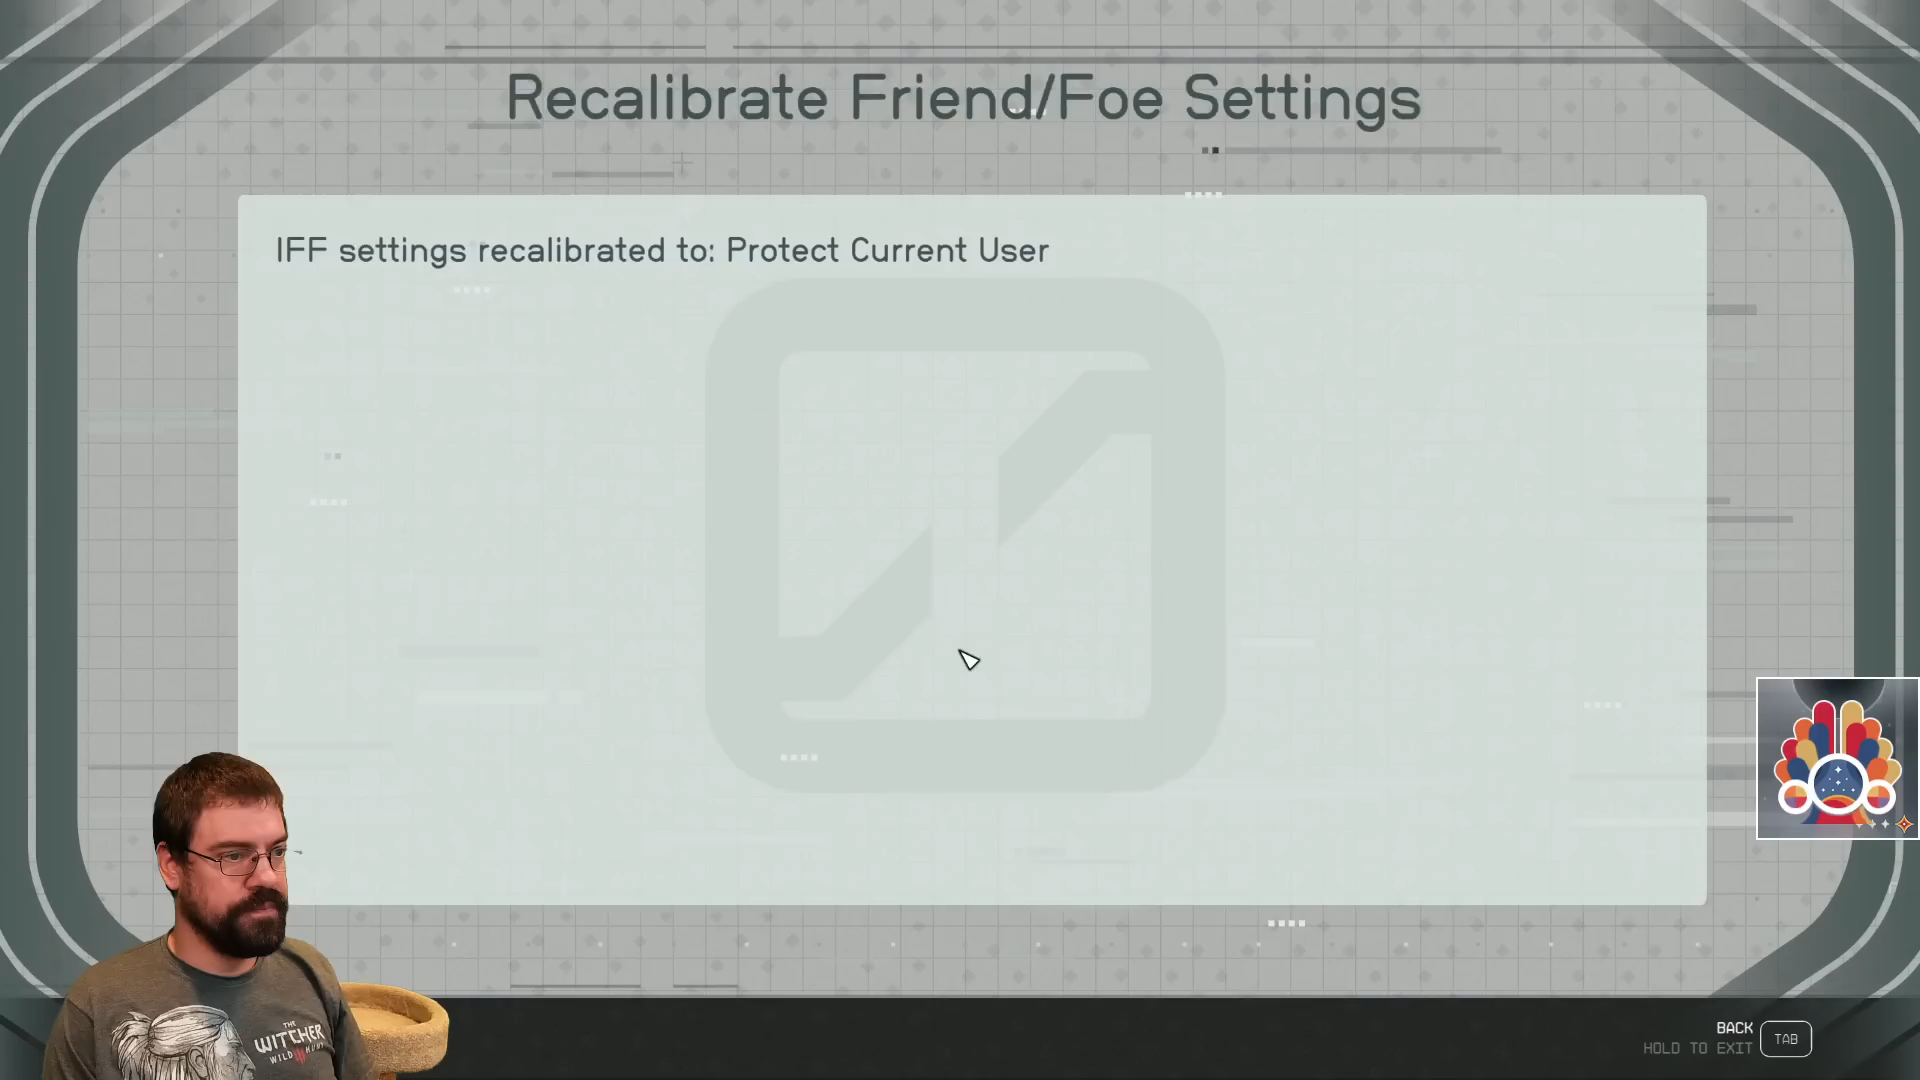 Recalibrate Friend/Foe Settings
IFF settings recalibrated to: Protect Current User
THE
WITCHER
WILD HUNT
BACK
HOLD TO EXIT
TAB